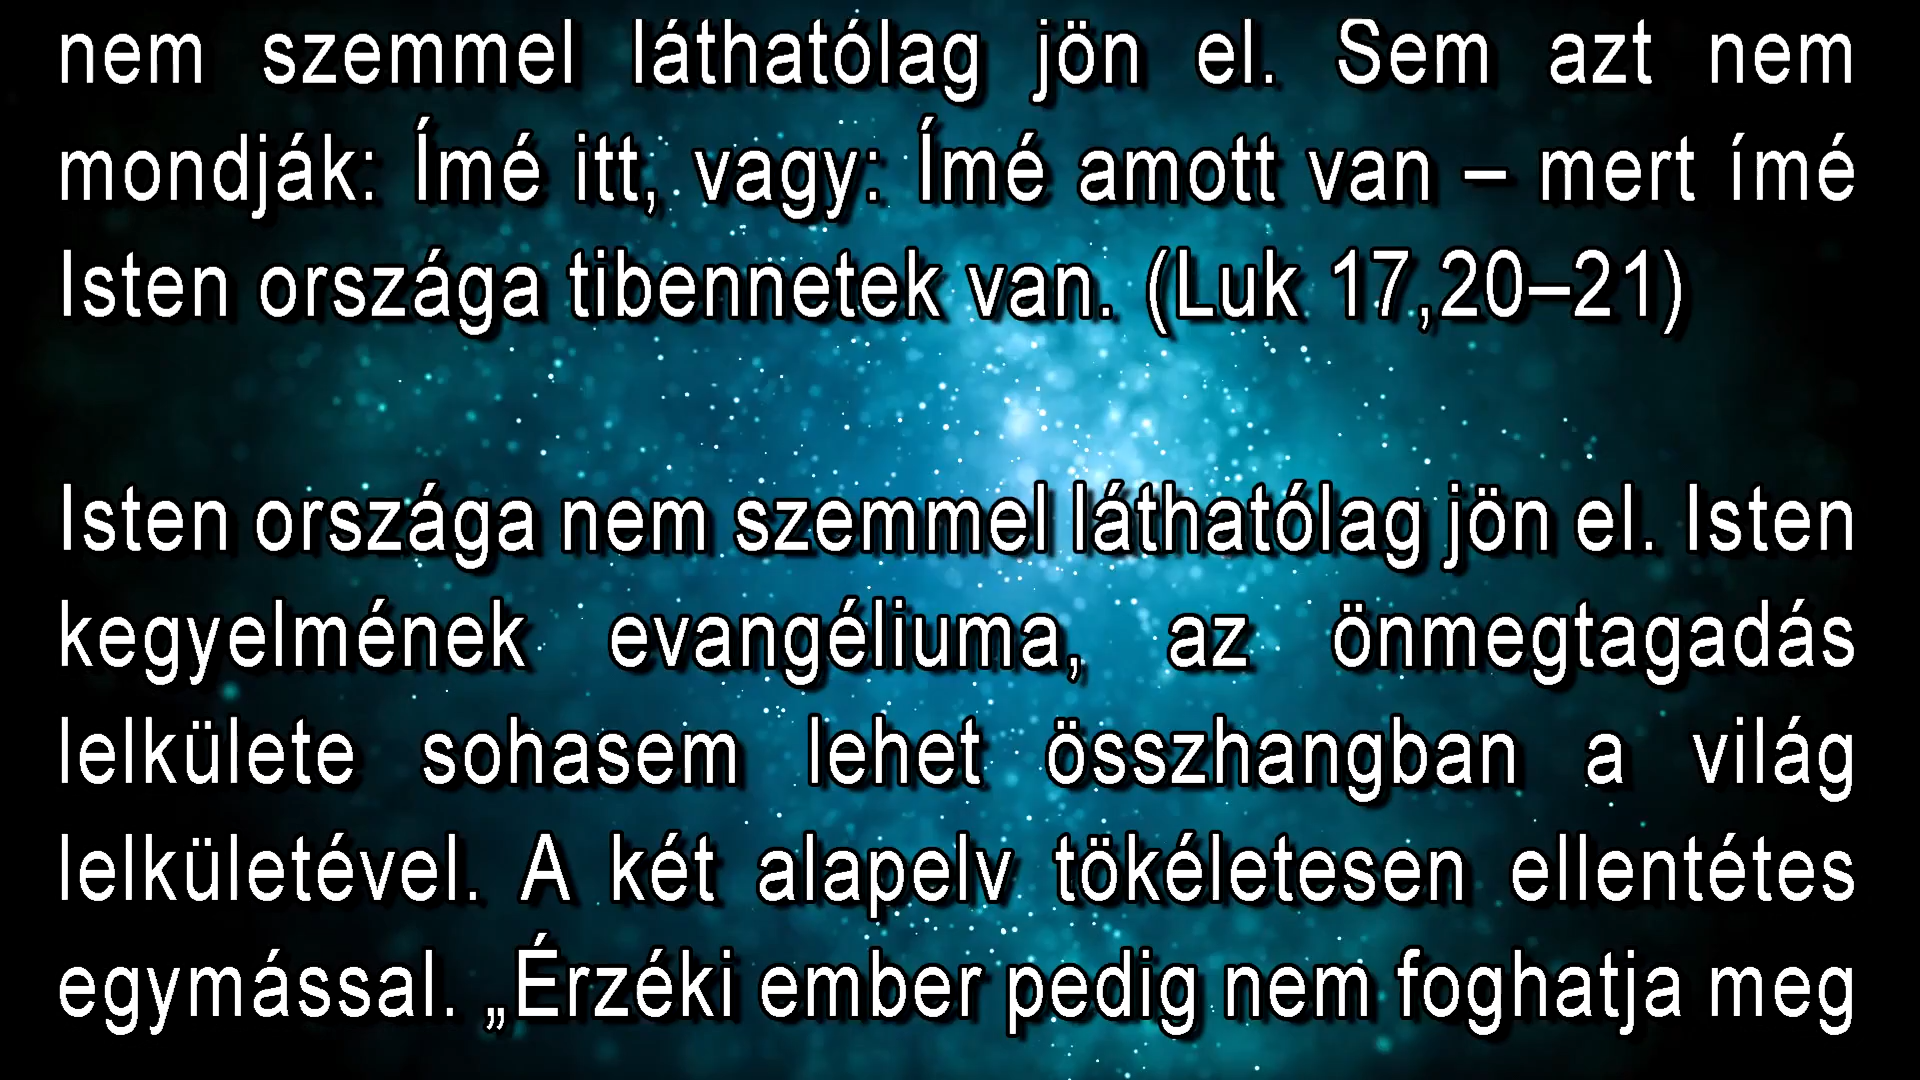 nem szemmel láthatólag jön el. Sem azt nem
mondják: Ímé itt, vagy: Ímé amott van – mert ímé
Isten országa tibennetek van. (Luk 17,20–21)
Isten országa nem szemmel láthatólag jön el. Isten
kegyelmének evangéliuma, az önmegtagadás
lelkülete sohasem lehet összhangban a világ
lelkületével. A két alapelv tökéletesen ellentétes
egymással. „Érzéki ember pedig nem foghatja meg